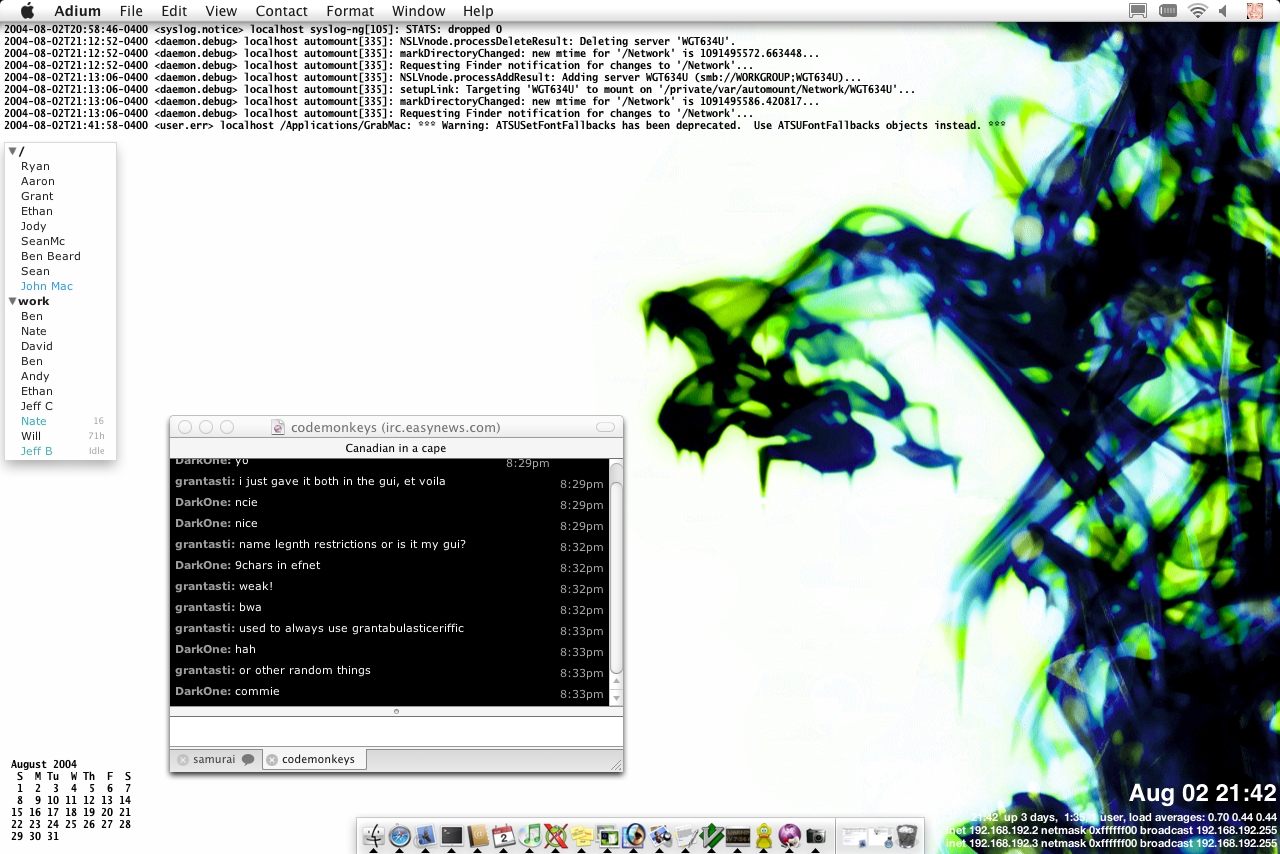 Adium File Edit View Contact Format Window Help
2004-08-02T20:58:46-0400 <syslog.notice> localhost syslog-ng[105]: STATS: dropped 0
2004-08-02T21:12:52-0400 <daemon.debug> localhost automount[335]: NSLVnode.processDeleteResult: Deleting server 'WGT634U'.
2004-08-02T21:12:52-0400 <daemon.debug> localhost automount[335]: markDirectoryChanged: new mtime for '/Network' is 1091495572.663448...
2004-08-02T21:12:52-0400 <daemon.debug> localhost automount[335]: Requesting Finder notification for changes to '/Network'...
2004-08-02T21:13:06-0400 <daemon.debug> localhost automount[335]: NSLVnode.processAddResult: Adding server WGT634U (smb://WORKGROUP;WGT634U)...
2004-08-02T21:13:06-0400 <daemon.debug> localhost automount[335]: setupLink: Targeting 'WGT634U' to mount on '/private/var/automount/Network/WGT634U'...
2004-08-02T21:13:06-0400 <daemon.debug> localhost automount[335]: markDirectoryChanged: new mtime for '/Network' is 1091495586.420817...
2004-08-02T21:13:06-0400 <daemon.debug> localhost automount[335]: Requesting Finder notification for changes to '/Network'...
2004-08-02T21:41:58-0400 <user.err> localhost /Applications/GrabMac: *** Warning: ATSUSetFontFallbacks has been deprecated.  Use ATSUFontFallbacks objects instead. ***
/
Ryan
Aaron
Grant
Ethan
Jody
SeanMc
Ben Beard
Sean
John Mac
work
Ben
Nate
David
Ben
Andy
Ethan
Jeff C
Nate 16
Will 71h
Jeff B Idle
codemonkeys (irc.easynews.com)
Canadian in a cape
DarkOne: yo 8:29pm
grantasti: i just gave it both in the gui, et voila 8:29pm
DarkOne: ncie 8:29pm
DarkOne: nice 8:29pm
grantasti: name legnth restrictions or is it my gui? 8:32pm
DarkOne: 9chars in efnet 8:32pm
grantasti: weak! 8:32pm
grantasti: bwa 8:32pm
grantasti: used to always use grantabulasticeriffic 8:33pm
DarkOne: hah 8:33pm
grantasti: or other random things 8:33pm
DarkOne: commie 8:33pm
samurai codemonkeys
August 2004
S M Tu W Th F S
1 2 3 4 5 6 7
8 9 10 11 12 13 14
15 16 17 18 19 20 21
22 23 24 25 26 27 28
29 30 31
2
Aug 02 21:42
21:42 up 3 days, 1:35, user, load averages: 0.70 0.44 0.44
inet 192.168.192.2 netmask 0xffffff00 broadcast 192.168.192.255
inet 192.168.192.3 netmask 0xffffff00 broadcast 192.168.192.255